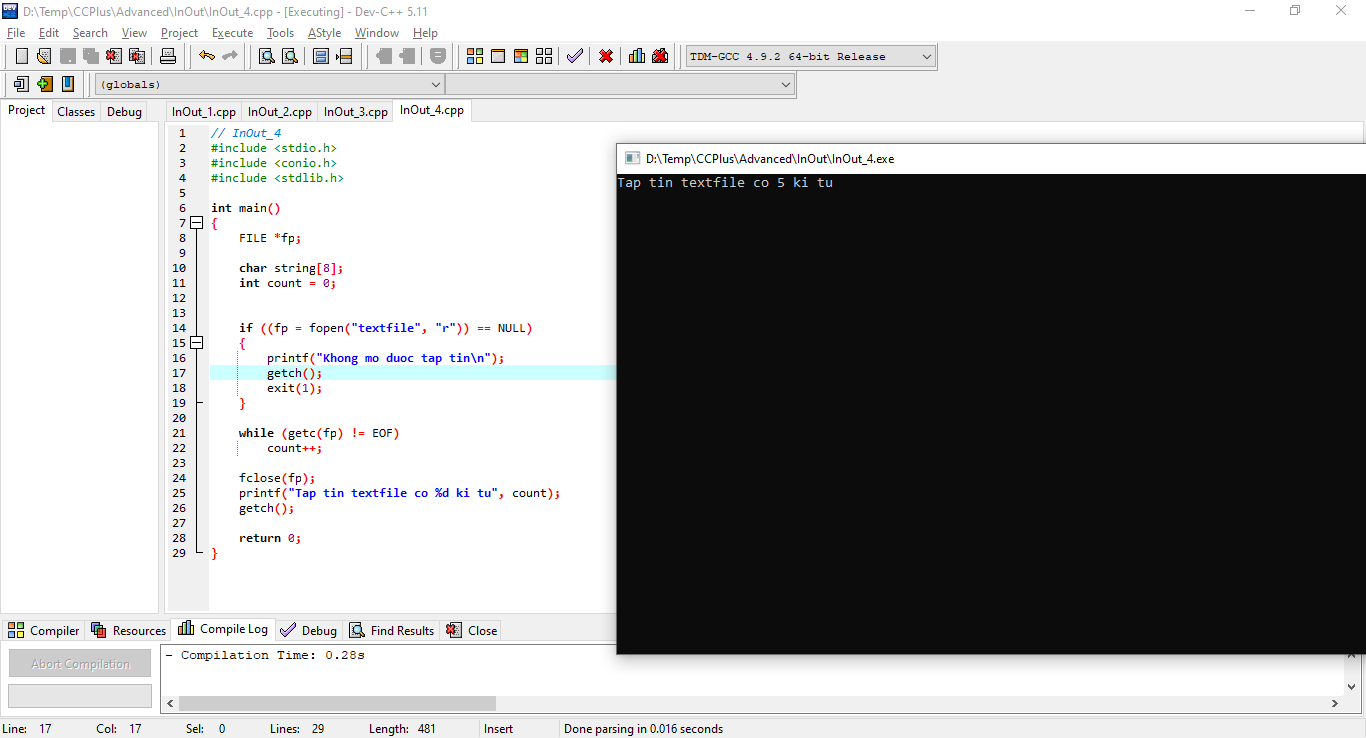 D:\Temp\CCPlus\Advanced\InOut\InOut_4.cpp - [Executing] - Dev-C++ 5.11
File Edit Search View Project Execute Tools AStyle Window Help
TDM-GCC 4.9.2 64-bit Release
(globals)
Project Classes Debug InOut_1.cpp InOut_2.cpp InOut_3.cpp InOut_4.cpp
1 // InOut_4
2 #include <stdio.h>
3 #include <conio.h>
4 #include <stdlib.h>
5
6 int main()
7 {
8 FILE *fp;
9
10 char string[8];
11 int count = 0;
12
13
14 if ((fp = fopen("textfile", "r")) == NULL)
15 {
16 printf("Khong mo duoc tap tin\n");
17 getch();
18 exit(1);
19 }
20
21 while (getc(fp) != EOF)
22 count++;
23
24 fclose(fp);
25 printf("Tap tin textfile co %d ki tu", count);
26 getch();
27
28 return 0;
29 }
D:\Temp\CCPlus\Advanced\InOut\InOut_4.exe
Tap tin textfile co 5 ki tu
Compiler Resources Compile Log Debug Find Results Close
Abort Compilation
- Compilation Time: 0.28s
Line: 17 Col: 17 Sel: 0 Lines: 29 Length: 481 Insert Done parsing in 0.016 seconds